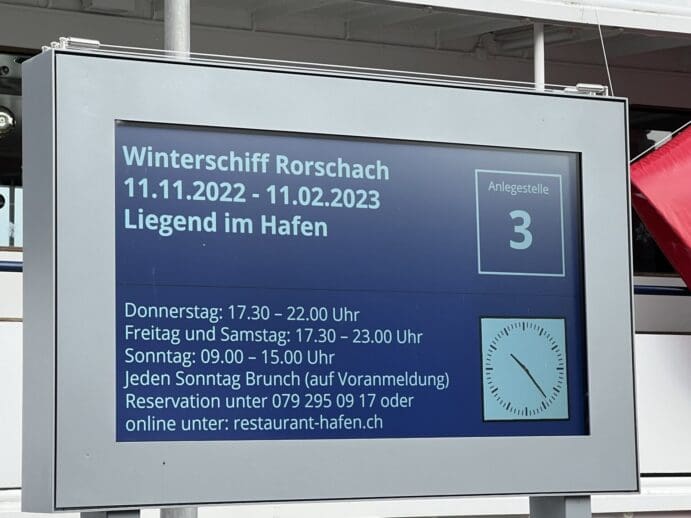 Winterschiff Rorschach
11.11.2022 - 11.02.2023
Liegend im Hafen
Anlegestelle
3
Donnerstag: 17.30 – 22.00 Uhr
Freitag und Samstag: 17.30 – 23.00 Uhr
Sonntag: 09.00 – 15.00 Uhr
Jeden Sonntag Brunch (auf Voranmeldung)
Reservation unter 079 295 09 17 oder
online unter: restaurant-hafen.ch